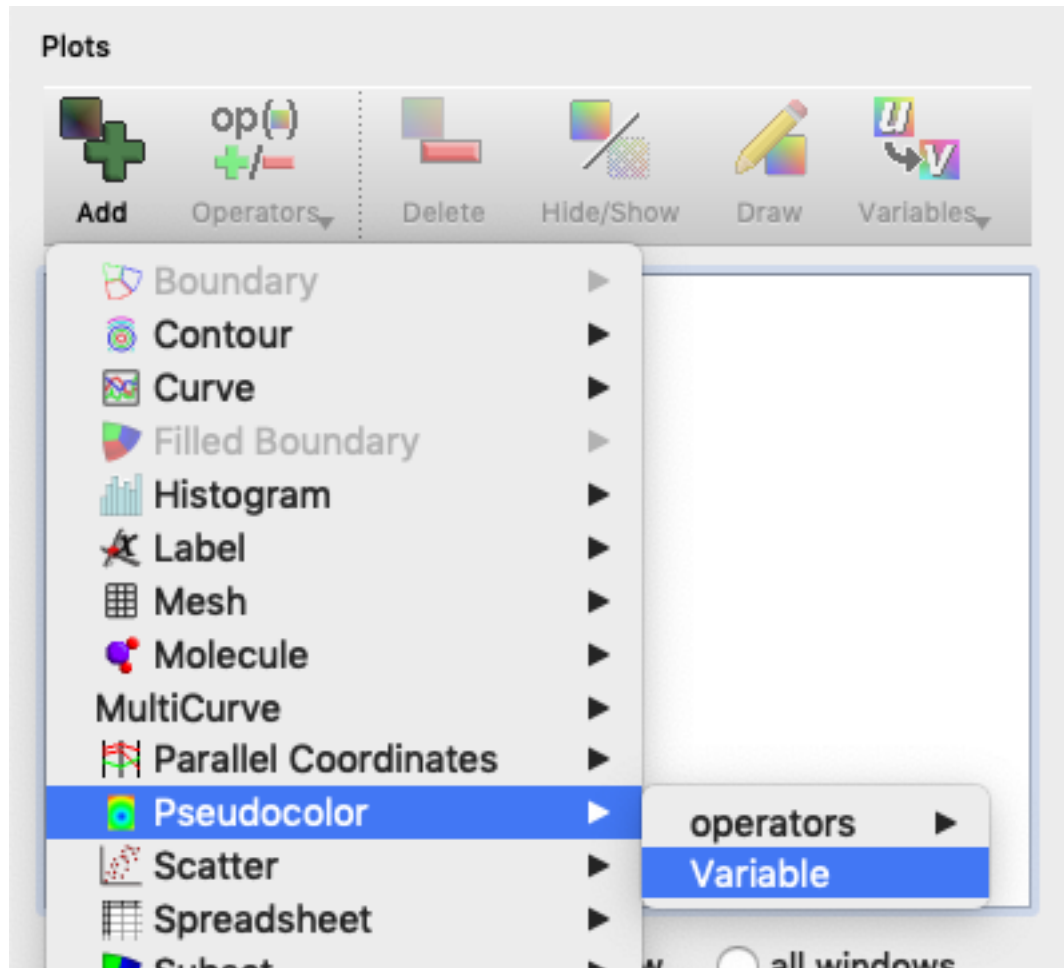 Plots
op(·)
+/-
Add Operators Delete Hide/Show Draw Variables
u
v
Boundary
Contour
Curve
Filled Boundary
Histogram
Label
Mesh
Molecule
MultiCurve
Parallel Coordinates
Pseudocolor
operators
Variable
Scatter
Spreadsheet
all windows